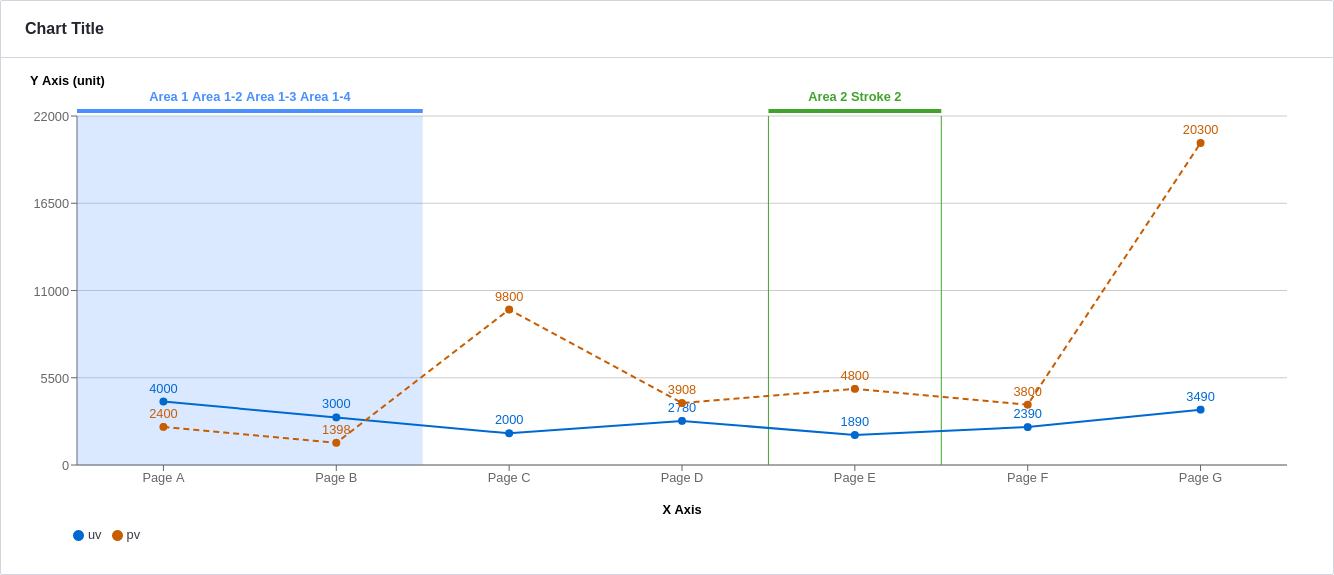 Chart Title
Y Axis (unit)
Area 1 Area 1-2 Area 1-3 Area 1-4
Area 2 Stroke 2
22000
16500
11000
5500
0
20300
9800
4000
2400
3000
1398
2000
3908
2780
4800
1890
3800
2390
3490
Page A
Page B
Page C
Page D
Page E
Page F
Page G
X Axis
uv
pv